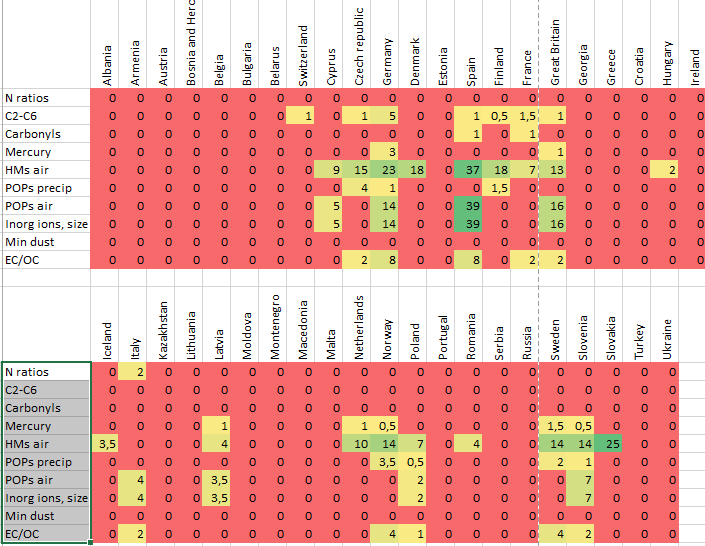 Albania Armenia Austria Bosnia and Herc Belgia Bulgaria Belarus Switzerland Cyprus Czech republic Germany Denmark Estonia Spain Finland France Great Britain Georgia Greece Croatia Hungary Ireland
N ratios 0 0 0 0 0 0 0 0 0 0 0 0 0 0 0 0 0 0 0 0 0 0
C2-C6 0 0 0 0 0 0 0 1 0 1 5 0 0 1 0,5 1,5 1 0 0 0 0 0
Carbonyls 0 0 0 0 0 0 0 0 0 0 0 0 0 1 0 1 0 0 0 0 0 0
Mercury 0 0 0 0 0 0 0 0 0 0 3 0 0 0 0 0 1 0 0 0 0 0
HMs air 0 0 0 0 0 0 0 0 9 15 23 18 0 37 18 7 13 0 0 0 2 0
POPs precip 0 0 0 0 0 0 0 0 0 4 1 0 0 0 1,5 0 0 0 0 0 0 0
POPs air 0 0 0 0 0 0 0 0 5 0 14 0 0 39 0 0 16 0 0 0 0 0
Inorg ions, size 0 0 0 0 0 0 0 0 5 0 14 0 0 39 0 0 16 0 0 0 0 0
Min dust 0 0 0 0 0 0 0 0 0 0 0 0 0 0 0 0 0 0 0 0 0 0
EC/OC 0 0 0 0 0 0 0 0 0 2 8 0 0 8 0 2 2 0 0 0 0 0
Iceland Italy Kazakhstan Lithuania Latvia Moldova Montenegro Macedonia Malta Netherlands Norway Poland Portugal Romania Serbia Russia Sweden Slovenia Slovakia Turkey Ukraine
N ratios 0 2 0 0 0 0 0 0 0 0 0 0 0 0 0 0 0 0 0 0 0
C2-C6 0 0 0 0 0 0 0 0 0 0 0 0 0 0 0 0 0 0 0 0 0
Carbonyls 0 0 0 0 0 0 0 0 0 0 0 0 0 0 0 0 0 0 0 0 0
Mercury 0 0 0 0 1 0 0 0 0 1 0,5 0 0 0 0 0 1,5 0,5 0 0 0
HMs air 3,5 0 0 0 4 0 0 0 0 10 14 7 0 4 0 0 14 14 25 0 0
POPs precip 0 0 0 0 0 0 0 0 0 0 3,5 0,5 0 0 0 0 2 1 0 0 0
POPs air 0 4 0 0 3,5 0 0 0 0 0 0 2 0 0 0 0 0 7 0 0 0
Inorg ions, size 0 4 0 0 3,5 0 0 0 0 0 0 2 0 0 0 0 0 7 0 0 0
Min dust 0 0 0 0 0 0 0 0 0 0 0 0 0 0 0 0 0 0 0 0 0
EC/OC 0 2 0 0 0 0 0 0 0 0 4 1 0 0 0 0 4 1 0 0 0